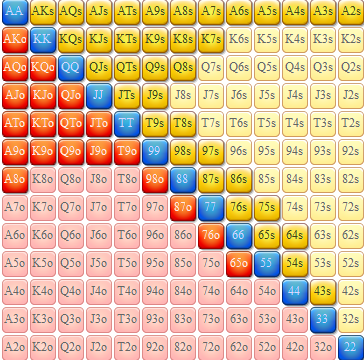 AA AKs AQs AJs ATs A9s A8s A7s A6s A5s A4s A3s A2s
AKo KK KQs KJs KTs K9s K8s K7s K6s K5s K4s K3s K2s
AQo KQo QQ QJs QTs Q9s Q8s Q7s Q6s Q5s Q4s Q3s Q2s
AJo KJo QJo JJ JTs J9s J8s J7s J6s J5s J4s J3s J2s
ATo KTo QTo JTo TT T9s T8s T7s T6s T5s T4s T3s T2s
A9o K9o Q9o J9o T9o 99 98s 97s 96s 95s 94s 93s 92s
A8o K8o Q8o J8o T8o 98o 88 87s 86s 85s 84s 83s 82s
A7o K7o Q7o J7o T7o 97o 87o 77 76s 75s 74s 73s 72s
A6o K6o Q6o J6o T6o 96o 86o 76o 66 65s 64s 63s 62s
A5o K5o Q5o J5o T5o 95o 85o 75o 65o 55 54s 53s 52s
A4o K4o Q4o J4o T4o 94o 84o 74o 64o 54o 44 43s 42s
A3o K3o Q3o J3o T3o 93o 83o 73o 63o 53o 43o 33 32s
A2o K2o Q2o J2o T2o 92o 82o 72o 62o 52o 42o 32o 22